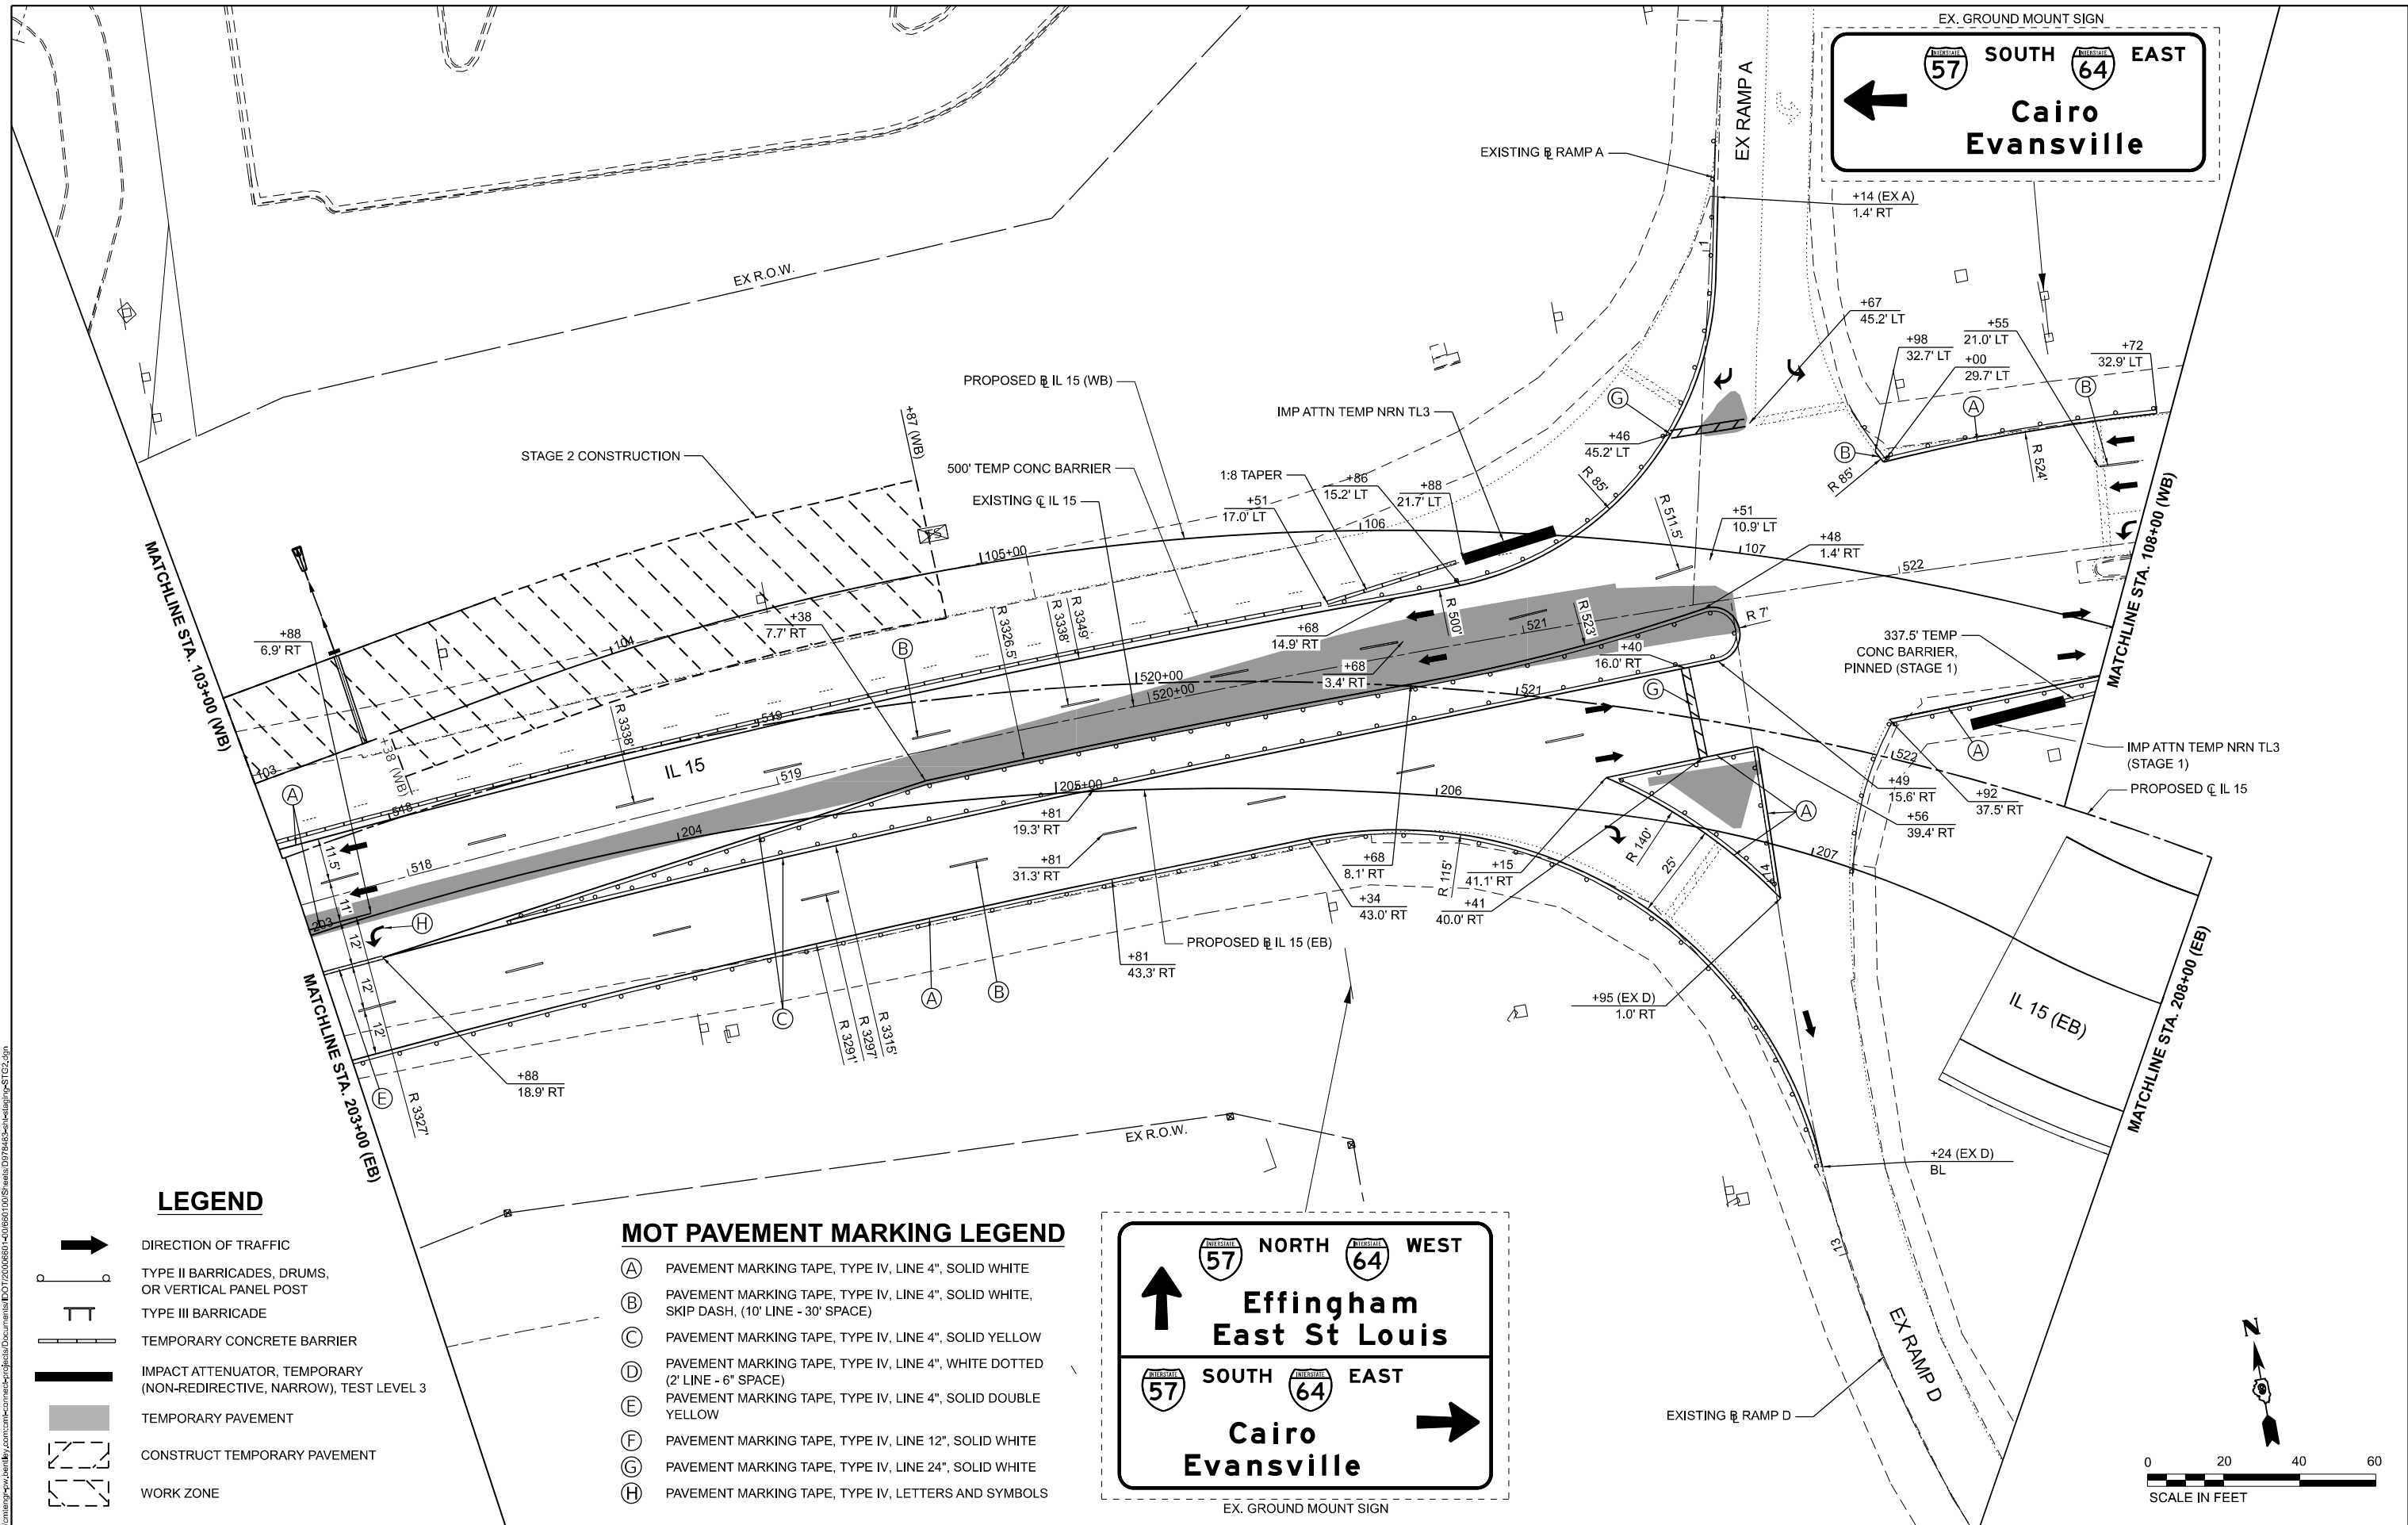 EX. GROUND MOUNT SIGN
INTERSTATE 57 SOUTH INTERSTATE 64 EAST
Cairo
Evansville
EX RAMP A
EXISTING BL RAMP A
+14 (EX A)
1.4' RT
1
EX R.O.W.
+67
45.2' LT
+98
32.7' LT
+55
21.0' LT
+00
29.7' LT
+72
32.9' LT
B
A
G
B
R 85'
R 524'
PROPOSED BL IL 15 (WB)
IMP ATTN TEMP NRN TL3
+46
45.2' LT
R 85'
+87 (WB)
STAGE 2 CONSTRUCTION
500' TEMP CONC BARRIER
EXISTING CL IL 15
1:8 TAPER
+51
17.0' LT
+86
15.2' LT
+88
21.7' LT
R 511.5'
+51
10.9' LT
+48
1.4' RT
MATCHLINE STA. 108+00 (WB)
MATCHLINE STA. 103+00 (WB)
103
104
105+00
106
107
522
+88
6.9' RT
+38
7.7' RT
B
R 3326.5'
R 3338'
R 3349'
+68
14.9' RT
R 500'
R 523'
521
R 7'
+40
16.0' RT
+68
3.4' RT
337.5' TEMP
CONC BARRIER,
PINNED (STAGE 1)
+38 (WB)
R 3338'
IL 15
518
519
520+00
520+00
521
G
522
A
IMP ATTN TEMP NRN TL3
(STAGE 1)
PROPOSED CL IL 15
A
11.5'
11'
518
519
204
205+00
206
207
203
H
12'
12'
12'
+81
19.3' RT
+81
31.3' RT
+68
8.1' RT
R 115'
+15
41.1' RT
+41
40.0' RT
R 140'
25'
14
A
+49
15.6' RT
+92
37.5' RT
+56
39.4' RT
+34
43.0' RT
PROPOSED BL IL 15 (EB)
+81
43.3' RT
A
B
C
R 3291'
R 3297'
R 3315'
+95 (EX D)
1.0' RT
IL 15 (EB)
MATCHLINE STA. 208+00 (EB)
MATCHLINE STA. 203+00 (EB)
E
R 3327'
+88
18.9' RT
EX R.O.W.
+24 (EX D)
BL
13
EX RAMP D
EXISTING BL RAMP D
LEGEND
DIRECTION OF TRAFFIC
TYPE II BARRICADES, DRUMS,
OR VERTICAL PANEL POST
TYPE III BARRICADE
TEMPORARY CONCRETE BARRIER
IMPACT ATTENUATOR, TEMPORARY
(NON-REDIRECTIVE, NARROW), TEST LEVEL 3
TEMPORARY PAVEMENT
CONSTRUCT TEMPORARY PAVEMENT
WORK ZONE
MOT PAVEMENT MARKING LEGEND
A PAVEMENT MARKING TAPE, TYPE IV, LINE 4", SOLID WHITE
B PAVEMENT MARKING TAPE, TYPE IV, LINE 4", SOLID WHITE,
SKIP DASH, (10' LINE - 30' SPACE)
C PAVEMENT MARKING TAPE, TYPE IV, LINE 4", SOLID YELLOW
D PAVEMENT MARKING TAPE, TYPE IV, LINE 4", WHITE DOTTED
(2' LINE - 6" SPACE)
E PAVEMENT MARKING TAPE, TYPE IV, LINE 4", SOLID DOUBLE
YELLOW
F PAVEMENT MARKING TAPE, TYPE IV, LINE 12", SOLID WHITE
G PAVEMENT MARKING TAPE, TYPE IV, LINE 24", SOLID WHITE
H PAVEMENT MARKING TAPE, TYPE IV, LETTERS AND SYMBOLS
INTERSTATE 57 NORTH INTERSTATE 64 WEST
Effingham
East St Louis
INTERSTATE 57 SOUTH INTERSTATE 64 EAST
Cairo
Evansville
EX. GROUND MOUNT SIGN
N
0 20 40 60
SCALE IN FEET